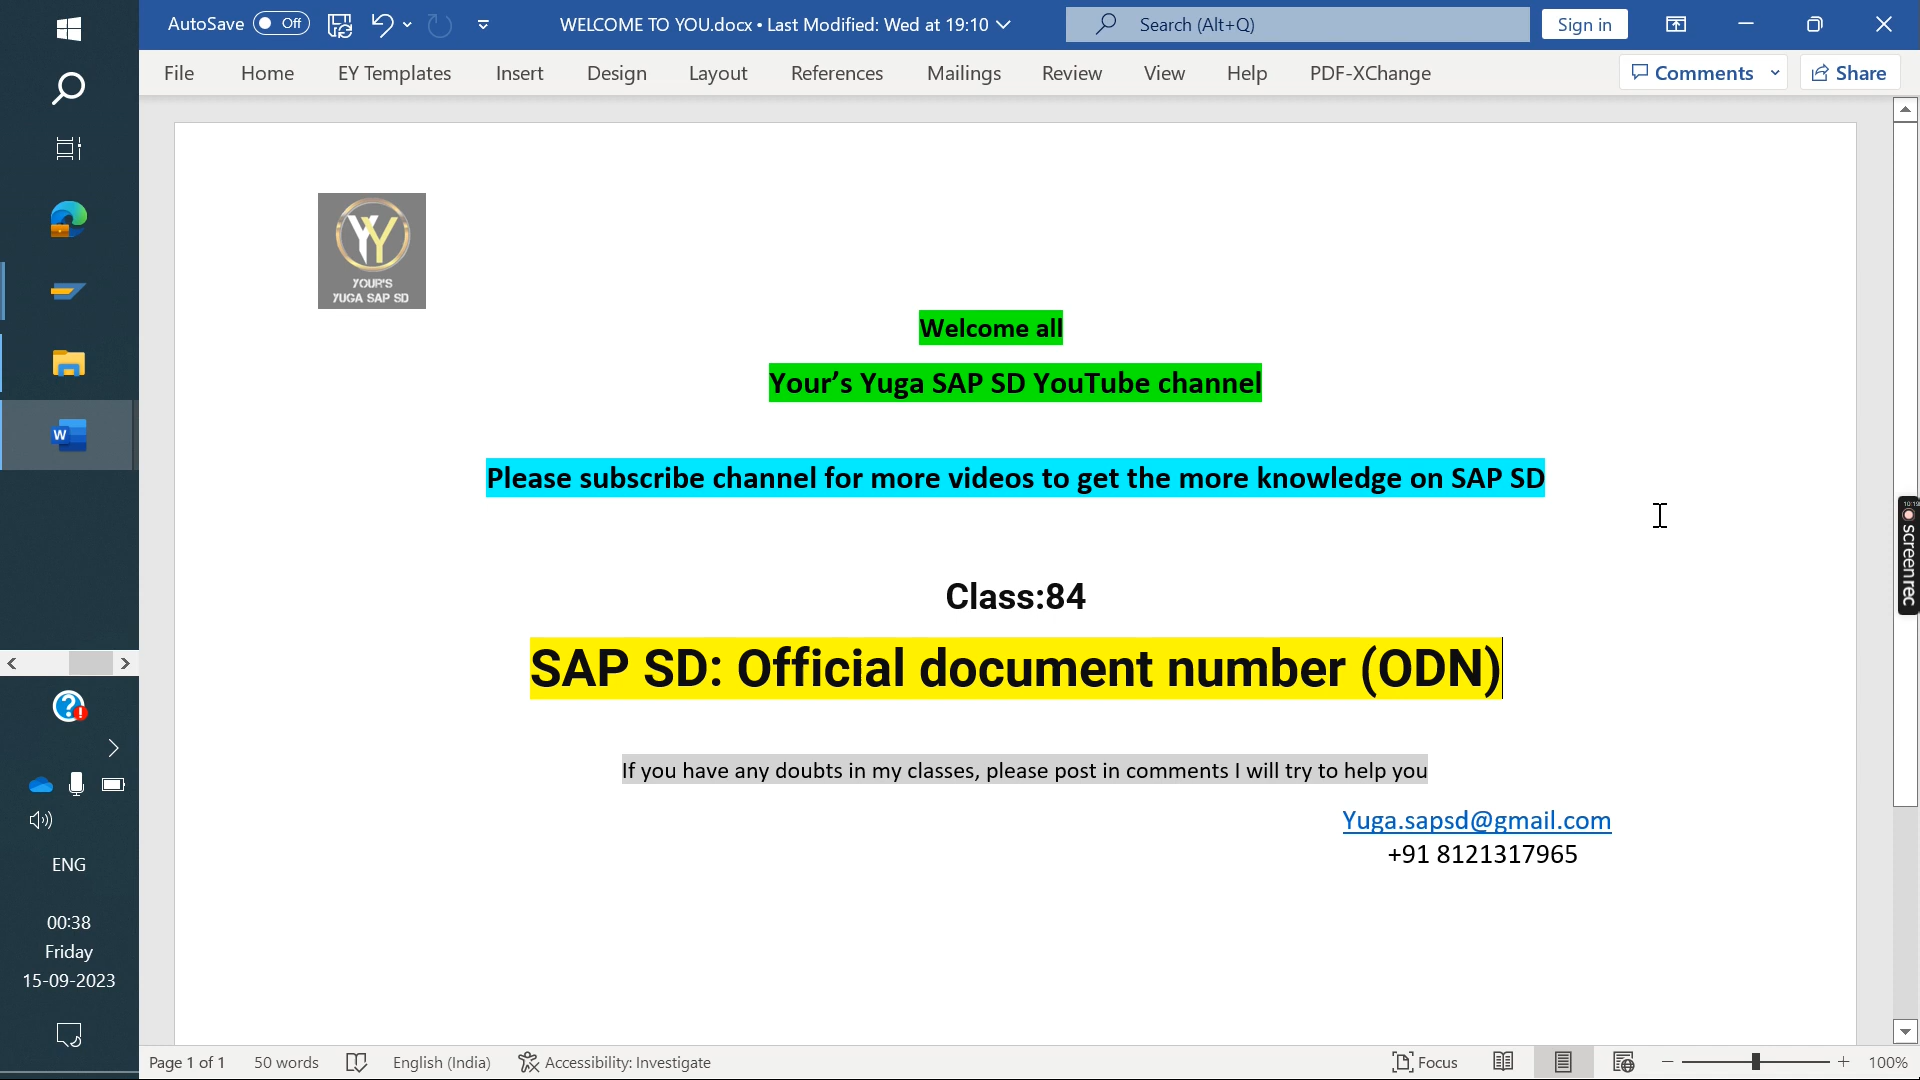 AutoSave Off WELCOME TO YOU.docx • Last Modified: Wed at 19:10 Search (Alt+Q) Sign in
File Home EY Templates Insert Design Layout References Mailings Review View Help PDF-XChange Comments Share
YY
YOUR'S
YUGA SAP SD
Welcome all
Your’s Yuga SAP SD YouTube channel
Please subscribe channel for more videos to get the more knowledge on SAP SD
Class:84
SAP SD: Official document number (ODN)
If you have any doubts in my classes, please post in comments I will try to help you
Yuga.sapsd@gmail.com
+91 8121317965
W
ENG
00:38
Friday
15-09-2023
screenrec
Page 1 of 1 50 words English (India) Accessibility: Investigate Focus 100%